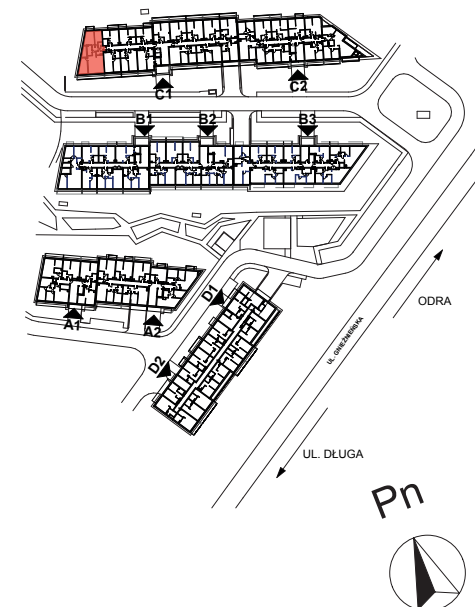 C1
C2
B1
B2
B3
A1
A2
D1
D2
ODRA
UL. GNIEŹNIEŃSKA
UL. DŁUGA
Pn